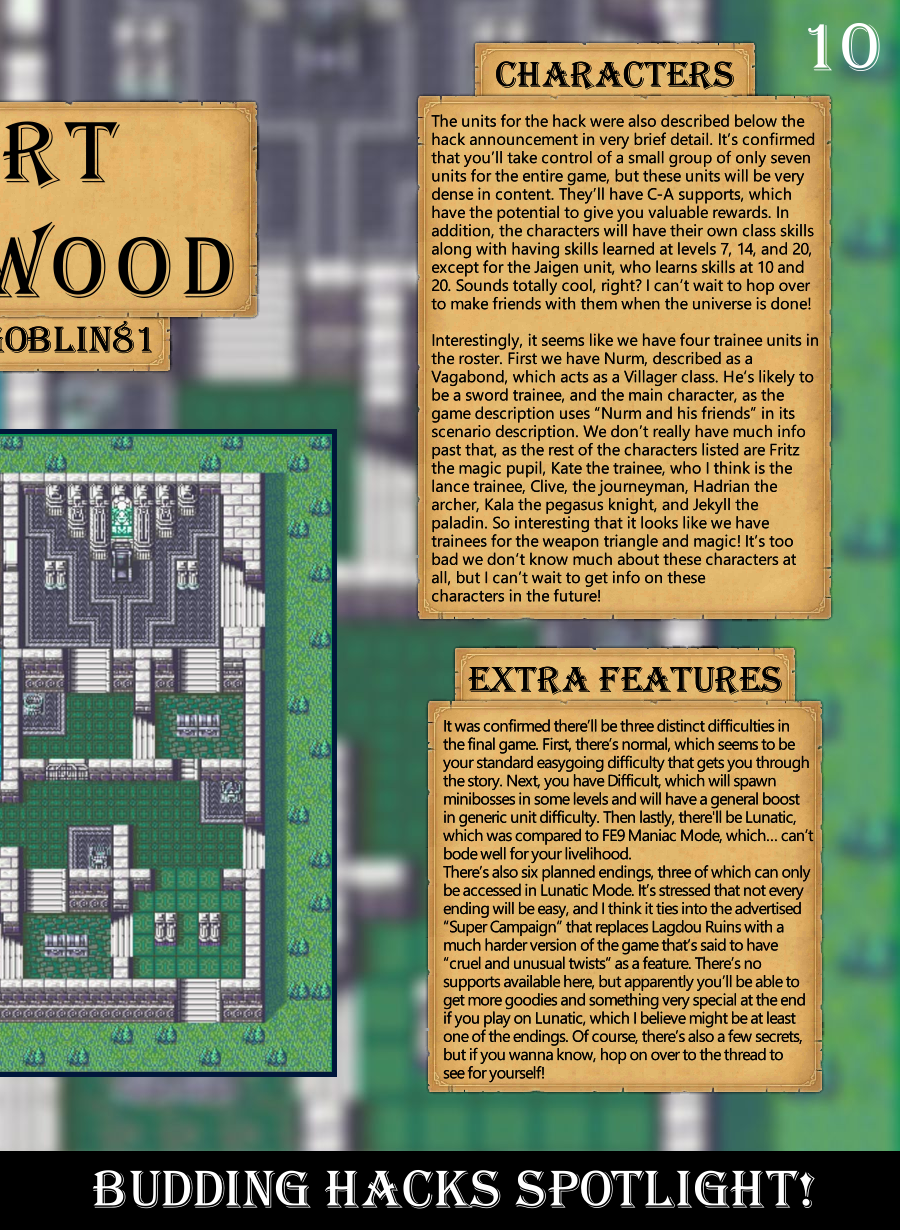 10
RT
WOOD
GOBLIN81
CHARACTERS
The units for the hack were also described below the
hack announcement in very brief detail. It's confirmed
that you'll take control of a small group of only seven
units for the entire game, but these units will be very
dense in content. They'll have C-A supports, which
have the potential to give you valuable rewards. In
addition, the characters will have their own class skills
along with having skills learned at levels 7, 14, and 20,
except for the Jaigen unit, who learns skills at 10 and
20. Sounds totally cool, right? I can't wait to hop over
to make friends with them when the universe is done!
Interestingly, it seems like we have four trainee units in
the roster. First we have Nurm, described as a
Vagabond, which acts as a Villager class. He's likely to
be a sword trainee, and the main character, as the
game description uses "Nurm and his friends" in its
scenario description. We don't really have much info
past that, as the rest of the characters listed are Fritz
the magic pupil, Kate the trainee, who I think is the
lance trainee, Clive, the journeyman, Hadrian the
archer, Kala the pegasus knight, and Jekyll the
paladin. So interesting that it looks like we have
trainees for the weapon triangle and magic! It's too
bad we don't know much about these characters at
all, but I can't wait to get info on these
characters in the future!
EXTRA FEATURES
It was confirmed there'll be three distinct difficulties in
the final game. First, there's normal, which seems to be
your standard easygoing difficulty that gets you through
the story. Next, you have Difficult, which will spawn
minibosses in some levels and will have a general boost
in generic unit difficulty. Then lastly, there'll be Lunatic,
which was compared to FE9 Maniac Mode, which... can't
bode well for your livelihood.
There's also six planned endings, three of which can only
be accessed in Lunatic Mode. It's stressed that not every
ending will be easy, and I think it ties into the advertised
"Super Campaign" that replaces Lagdou Ruins with a
much harder version of the game that's said to have
"cruel and unusual twists" as a feature. There's no
supports available here, but apparently you'll be able to
get more goodies and something very special at the end
if you play on Lunatic, which I believe might be at least
one of the endings. Of course, there's also a few secrets,
but if you wanna know, hop on over to the thread to
see for yourself!
BUDDING HACKS SPOTLIGHT!